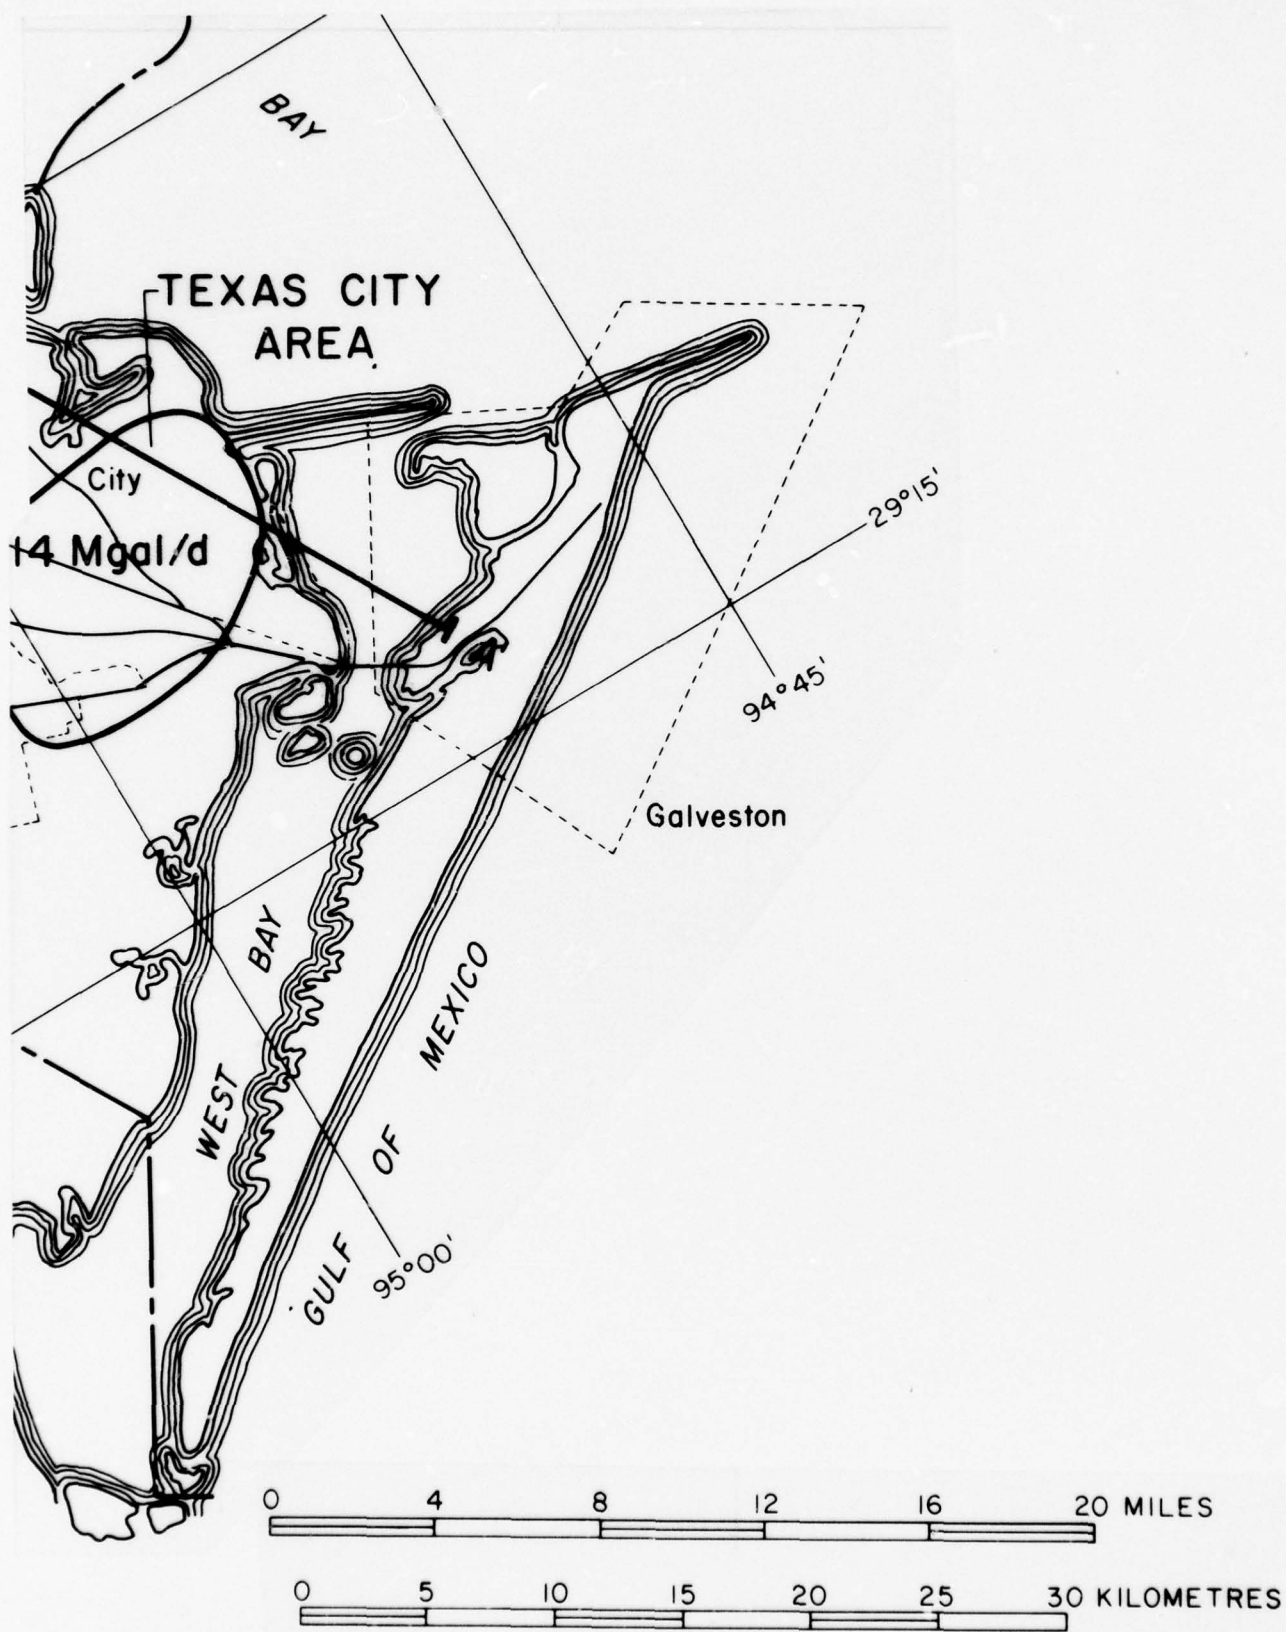 BAY
TEXAS CITY
AREA
City
14 Mgal/d
29°15'
94°45'
Galveston
WEST BAY
GULF OF MEXICO
95°00'
0 4 8 12 16 20 MILES
0 5 10 15 20 25 30 KILOMETRES
A